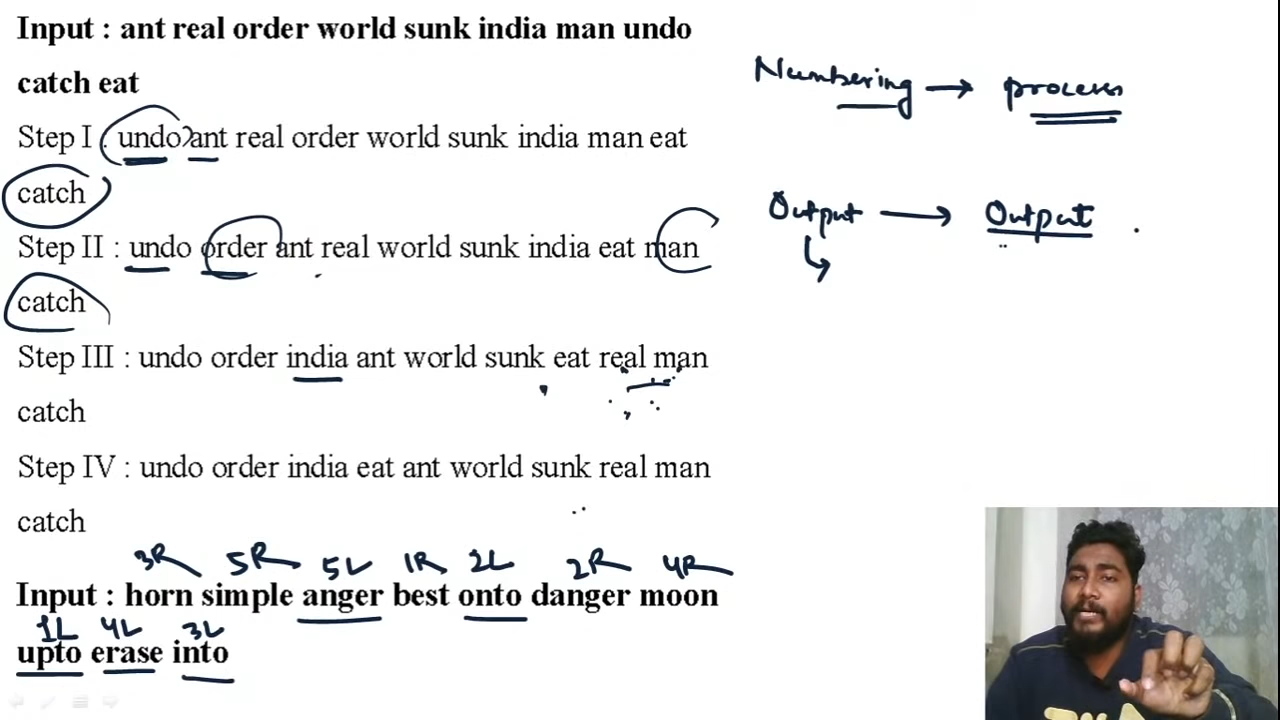 Input : ant real order world sunk india man undo
catch eat
Step I : undo ant real order world sunk india man eat
catch
Step II : undo order ant real world sunk india eat man
catch
Step III : undo order india ant world sunk eat real man
catch
Step IV : undo order india eat ant world sunk real man
catch
3R 5R 5L 1R 2L 2R 4R
Input : horn simple anger best onto danger moon
1L 4L 3L
upto erase into
Numbering → process
Output → Output